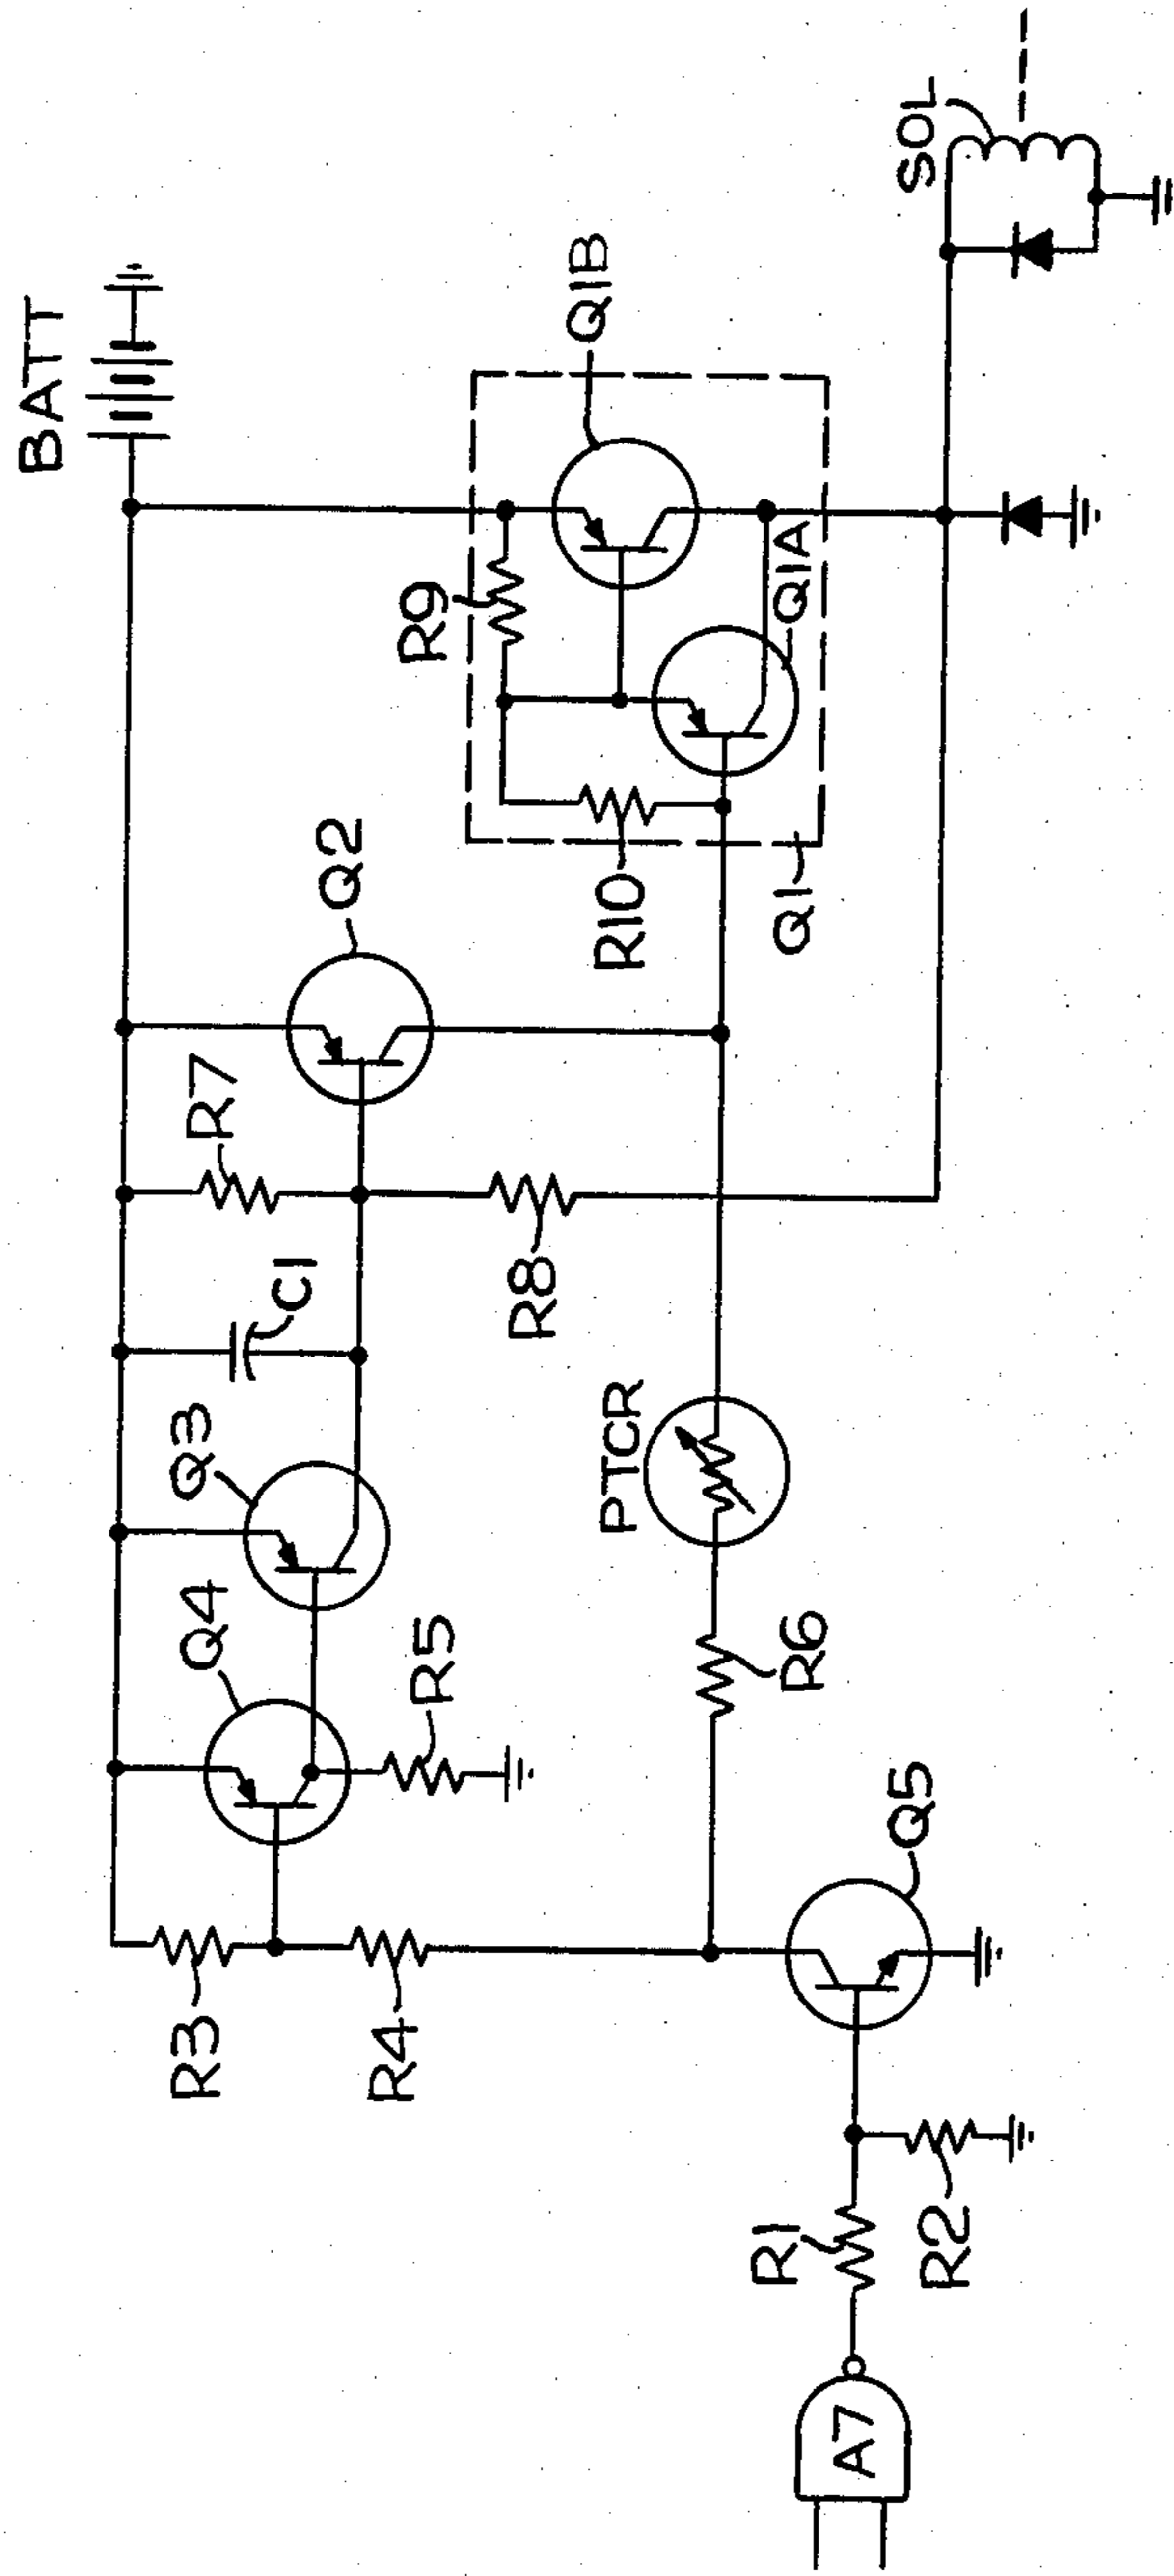 BATT
Q1B
SOL
R9
Q1A
R10
Q1
Q2
R7
R8
C1
Q3
PTCR
Q4
R5
R6
Q5
R3
R4
R1
R2
A7